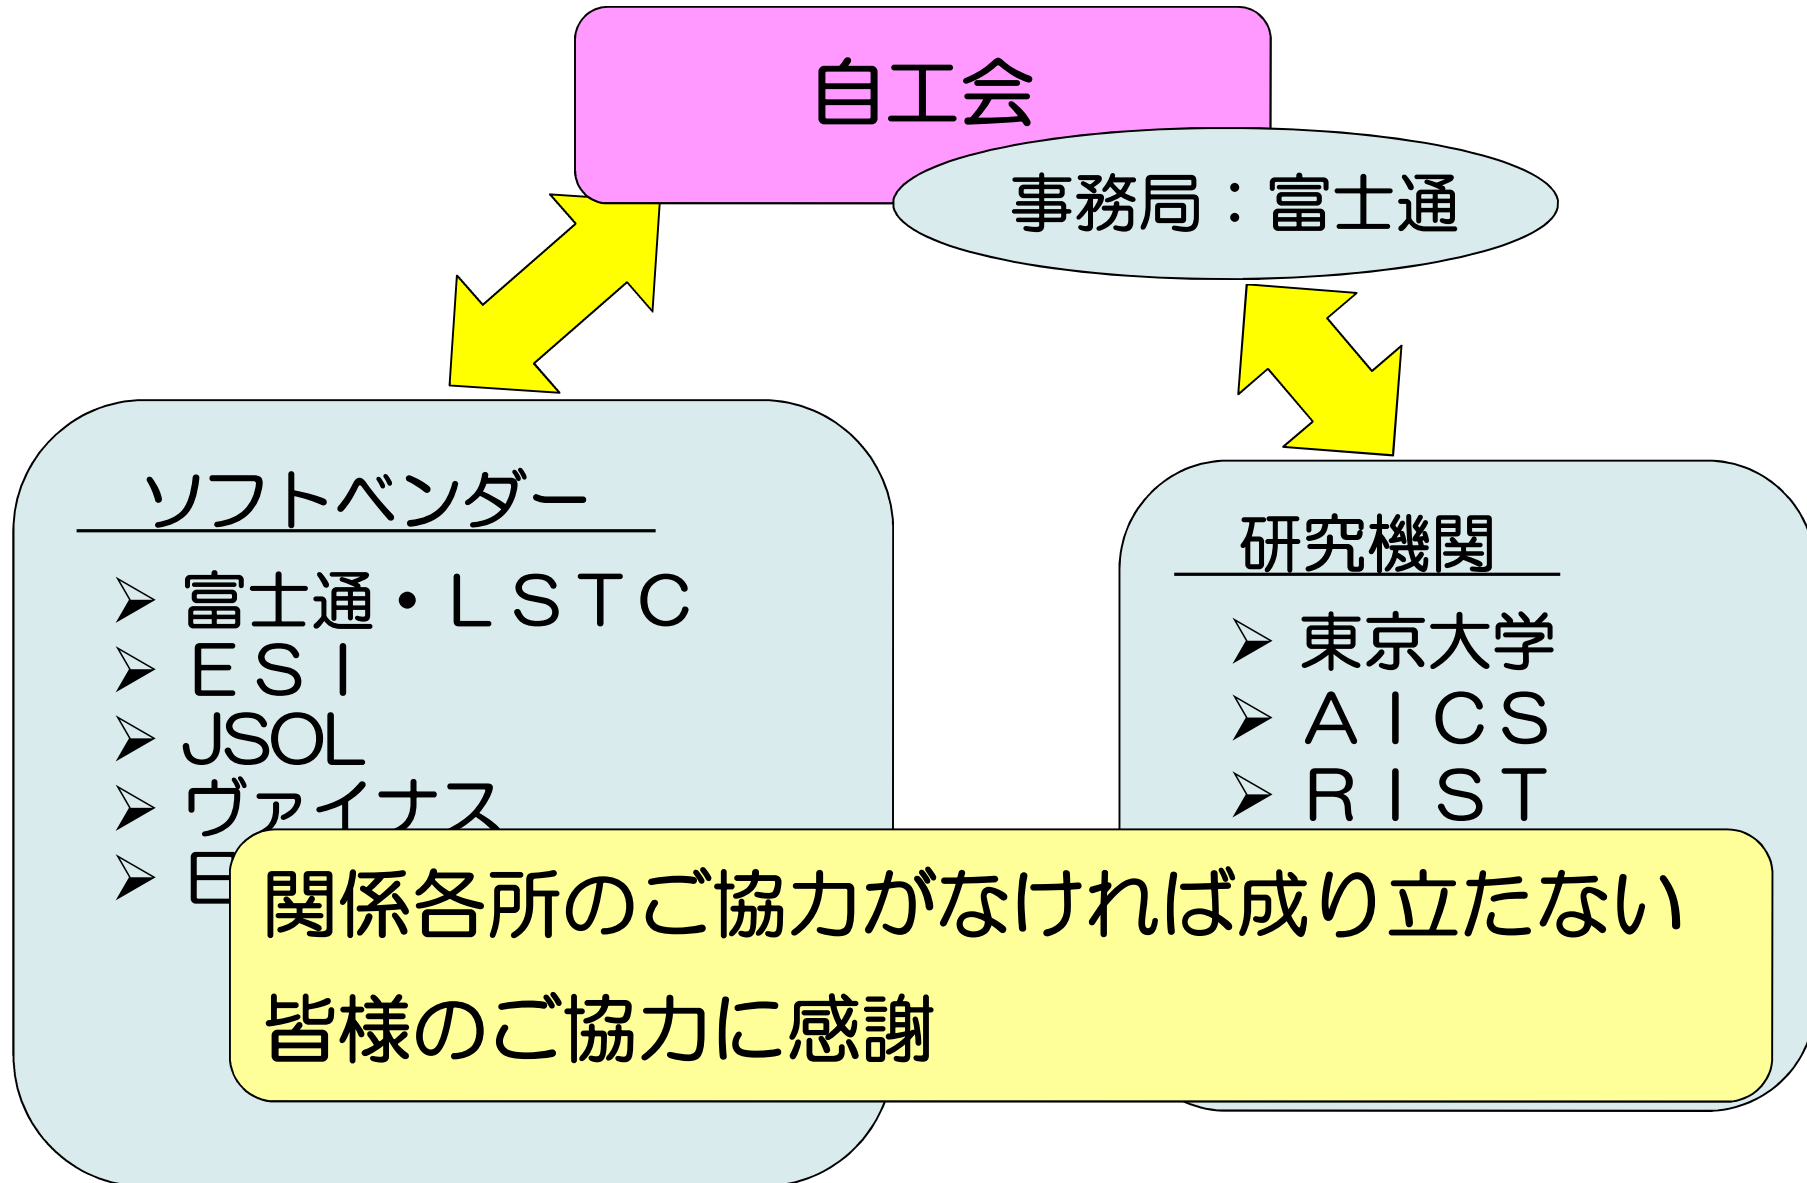 自工会
事務局：富士通
ソフトベンダー
富士通・ＬＳＴＣ
ＥＳＩ
JSOL
ヴァイナス
研究機関
東京大学
ＡＩＣＳ
ＲＩＳＴ
関係各所のご協力がなければ成り立たない
皆様のご協力に感謝